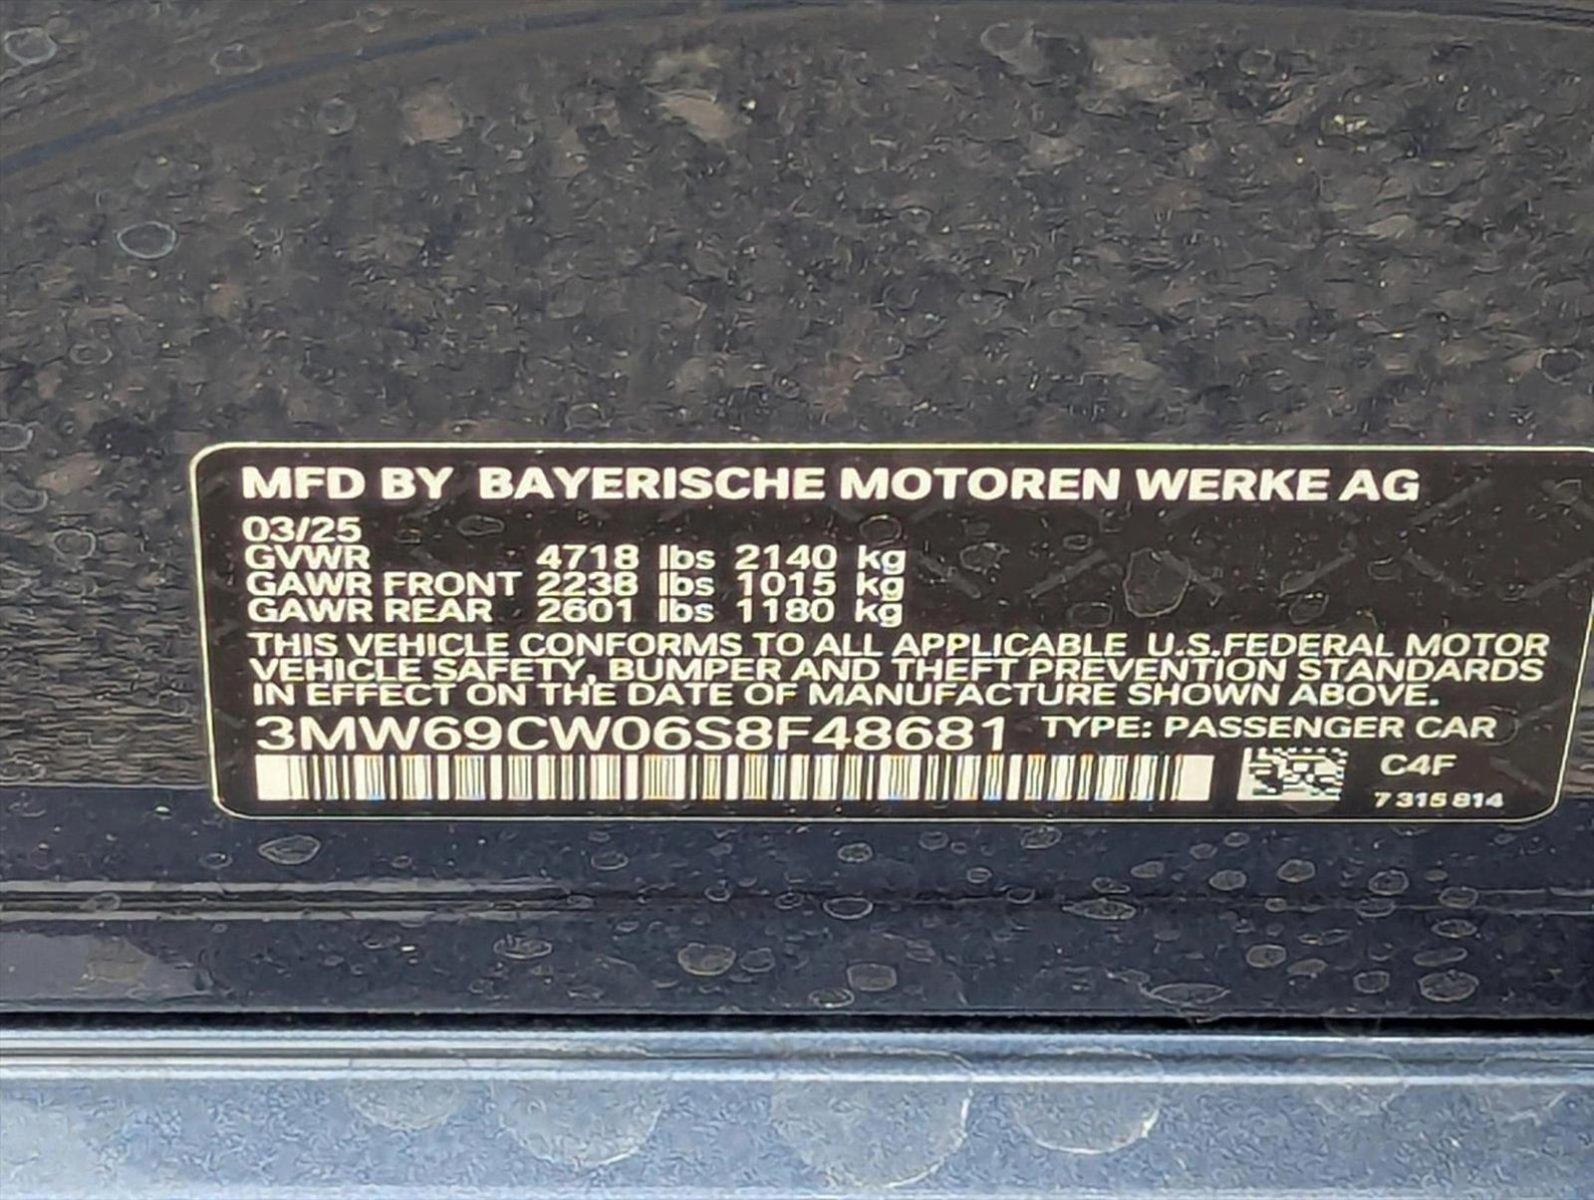 MFD BY BAYERISCHE MOTOREN WERKE AG
03/25
GVWR 4718 lbs 2140 kg
GAWR FRONT 2238 lbs 1015 kg
GAWR REAR 2601 lbs 1180 kg
THIS VEHICLE CONFORMS TO ALL APPLICABLE U.S.FEDERAL MOTOR
VEHICLE SAFETY, BUMPER AND THEFT PREVENTION STANDARDS
IN EFFECT ON THE DATE OF MANUFACTURE SHOWN ABOVE.
3MW69CW06S8F48681 TYPE: PASSENGER CAR
C4F
7 315 814